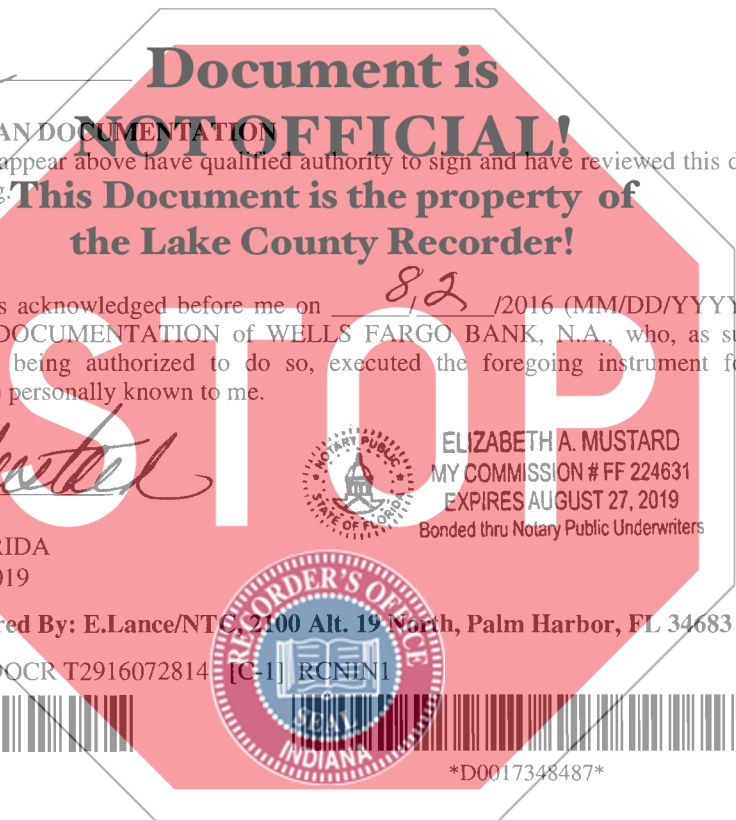 Document is
NOT OFFICIAL!
This Document is the property of
the Lake County Recorder!
STOP
AN DOCUMENTATION
appear above have qualified authority to sign and have reviewed this d
g.
s acknowledged before me on 8/2/2016 (MM/DD/YYYY
DOCUMENTATION of WELLS FARGO BANK, N.A., who, as su
being authorized to do so, executed the foregoing instrument fo
) personally known to me.
NOTARY PUBLIC
STATE OF FLORIDA
ELIZABETH A. MUSTARD
MY COMMISSION # FF 224631
EXPIRES AUGUST 27, 2019
Bonded thru Notary Public Underwriters
RIDA
019
red By: E.Lance/NTC, 2100 Alt. 19 North, Palm Harbor, FL 34683
DOCR T2916072814 [C-1] RCNIN1
RECORDER'S OFFICE
SEAL
INDIANA
*D0017348487*